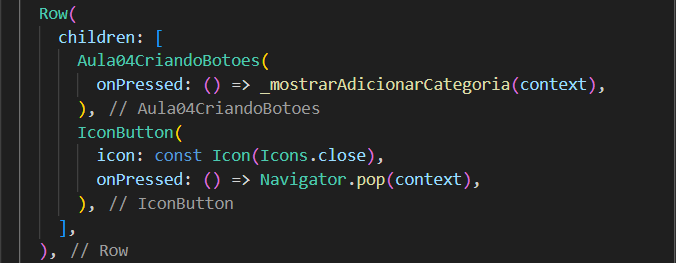 Row(
children: [
Aula04CriandoBotoes(
onPressed: () => _mostrarAdicionarCategoria(context),
), // Aula04CriandoBotoes
IconButton(
icon: const Icon(Icons.close),
onPressed: () => Navigator.pop(context),
), // IconButton
],
), // Row